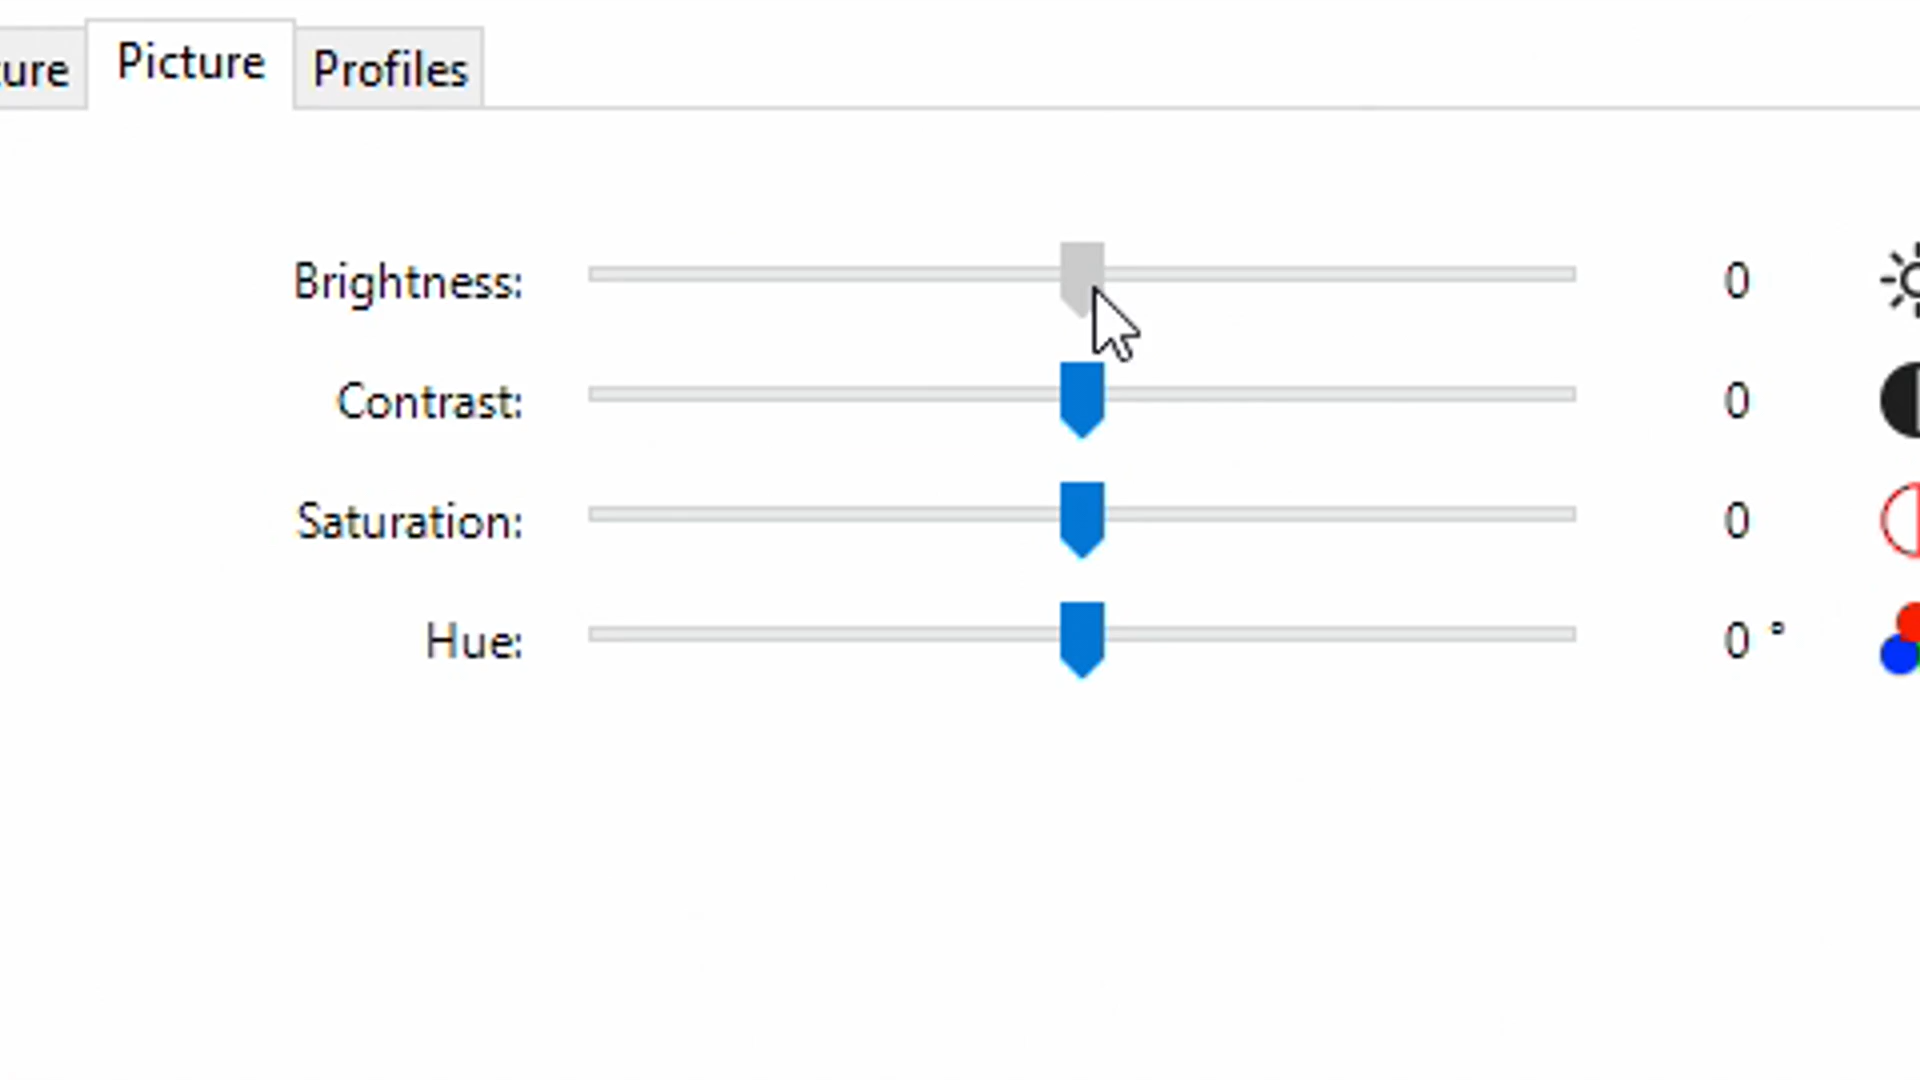 ure Picture Profiles
Brightness: 0
Contrast: 0
Saturation: 0
Hue: 0 °